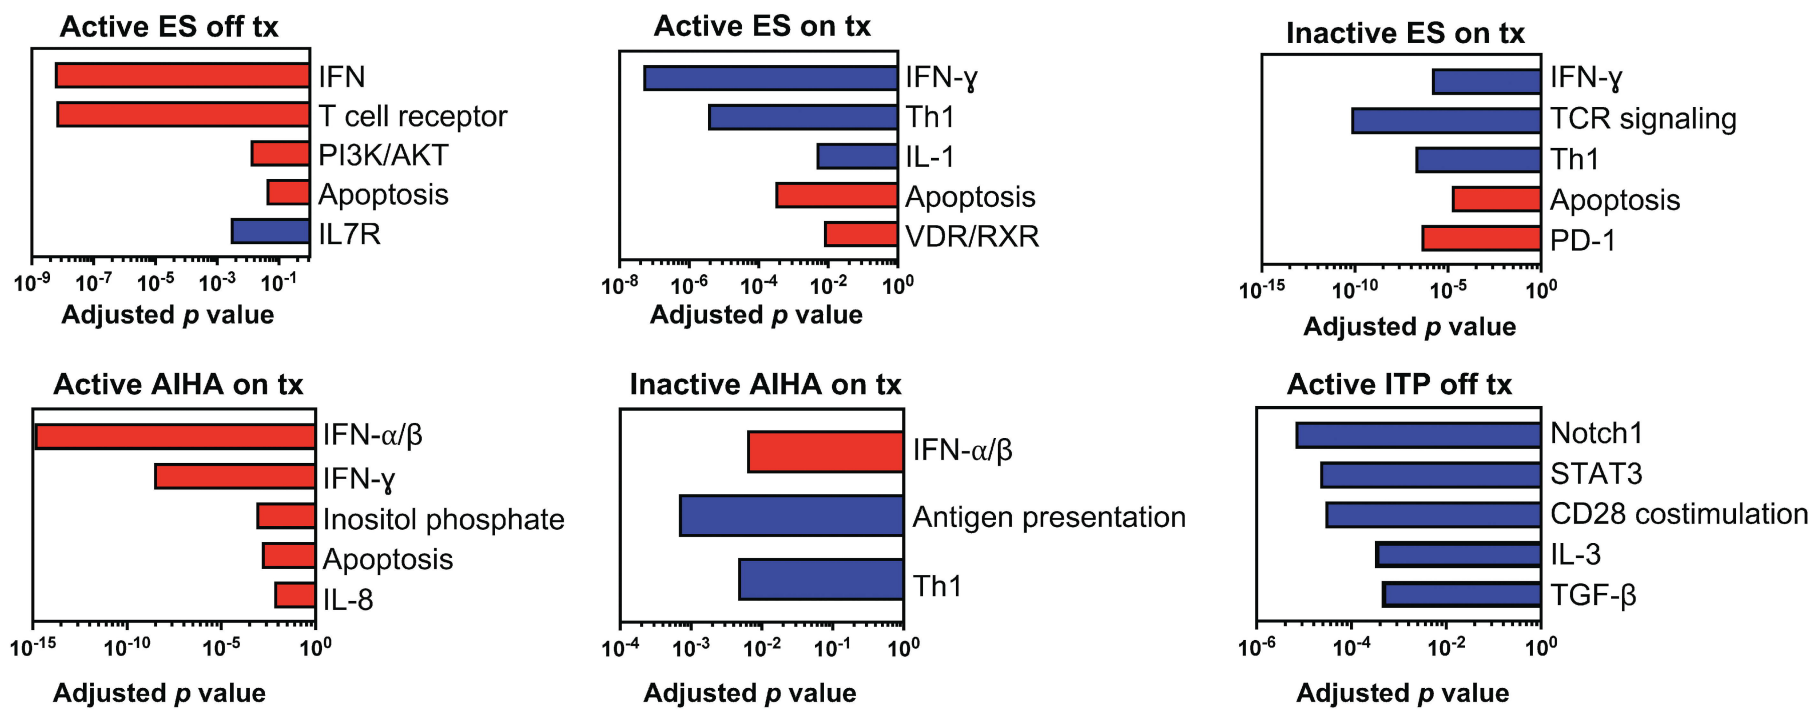 Active ES off tx
IFN
T cell receptor
PI3K/AKT
Apoptosis
IL7R
10-9 10-7 10-5 10-3 10-1
Adjusted p value
Active ES on tx
IFN-ɣ
Th1
IL-1
Apoptosis
VDR/RXR
10-8 10-6 10-4 10-2 100
Adjusted p value
Inactive ES on tx
IFN-ɣ
TCR signaling
Th1
Apoptosis
PD-1
10-15 10-10 10-5 100
Adjusted p value
Active AIHA on tx
IFN-α/β
IFN-ɣ
Inositol phosphate
Apoptosis
IL-8
10-15 10-10 10-5 100
Adjusted p value
Inactive AIHA on tx
IFN-α/β
Antigen presentation
Th1
10-4 10-3 10-2 10-1 100
Adjusted p value
Active ITP off tx
Notch1
STAT3
CD28 costimulation
IL-3
TGF-β
10-6 10-4 10-2 100
Adjusted p value